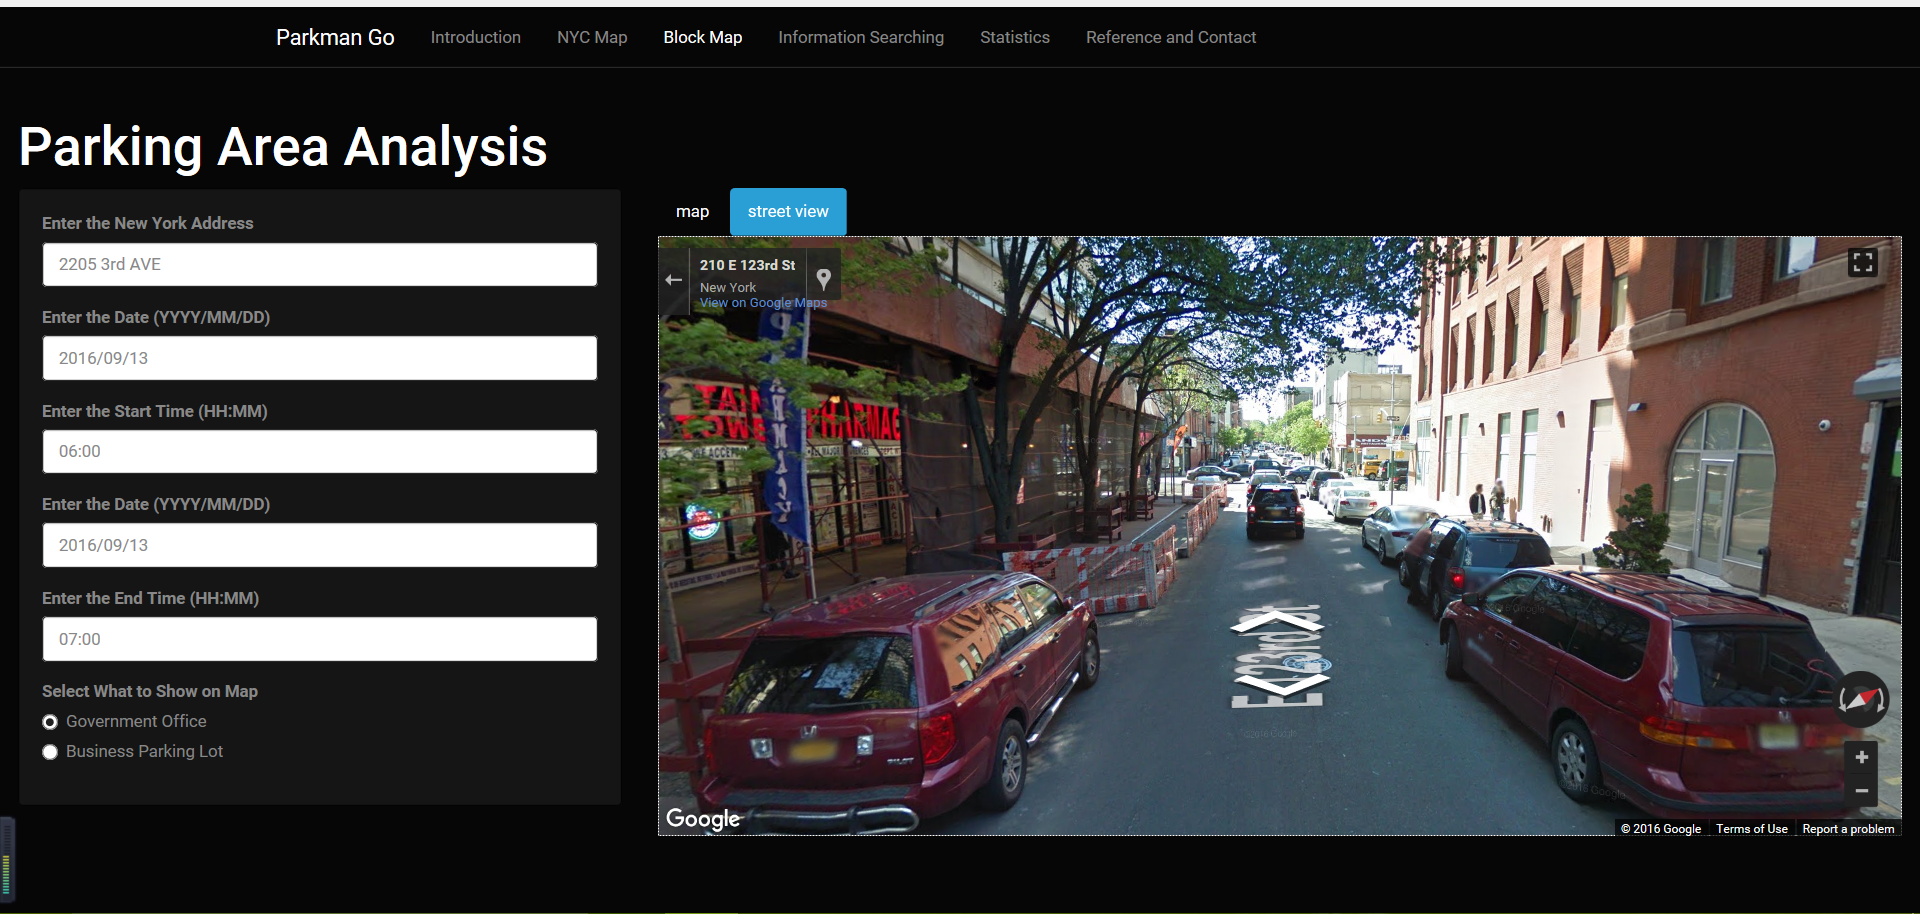 Parkman Go Introduction NYC Map Block Map Information Searching Statistics Reference and Contact
Parking Area Analysis
Enter the New York Address
2205 3rd AVE
Enter the Date (YYYY/MM/DD)
2016/09/13
Enter the Start Time (HH:MM)
06:00
Enter the Date (YYYY/MM/DD)
2016/09/13
Enter the End Time (HH:MM)
07:00
Select What to Show on Map
Government Office
Business Parking Lot
map street view
210 E 123rd St
New York
View on Google Maps
E 123rd St
PILOT
©2016 Google
Google
© 2016 Google Terms of Use Report a problem